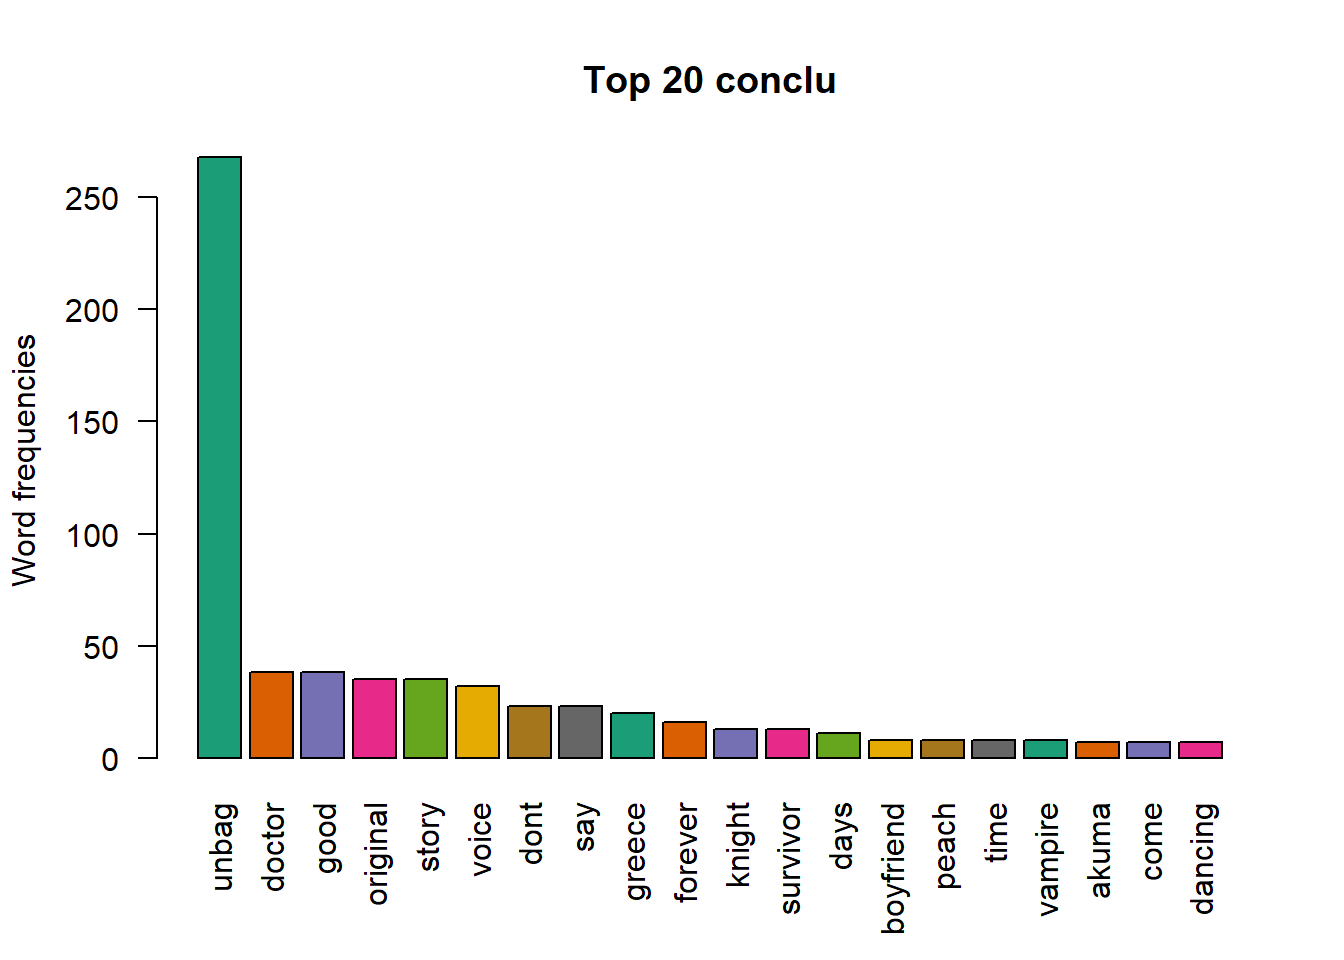 Top 20 conclu
Word frequencies
250
200
150
100
50
0
unbag
doctor
good
original
story
voice
dont
say
greece
forever
knight
survivor
days
boyfriend
peach
time
vampire
akuma
come
dancing